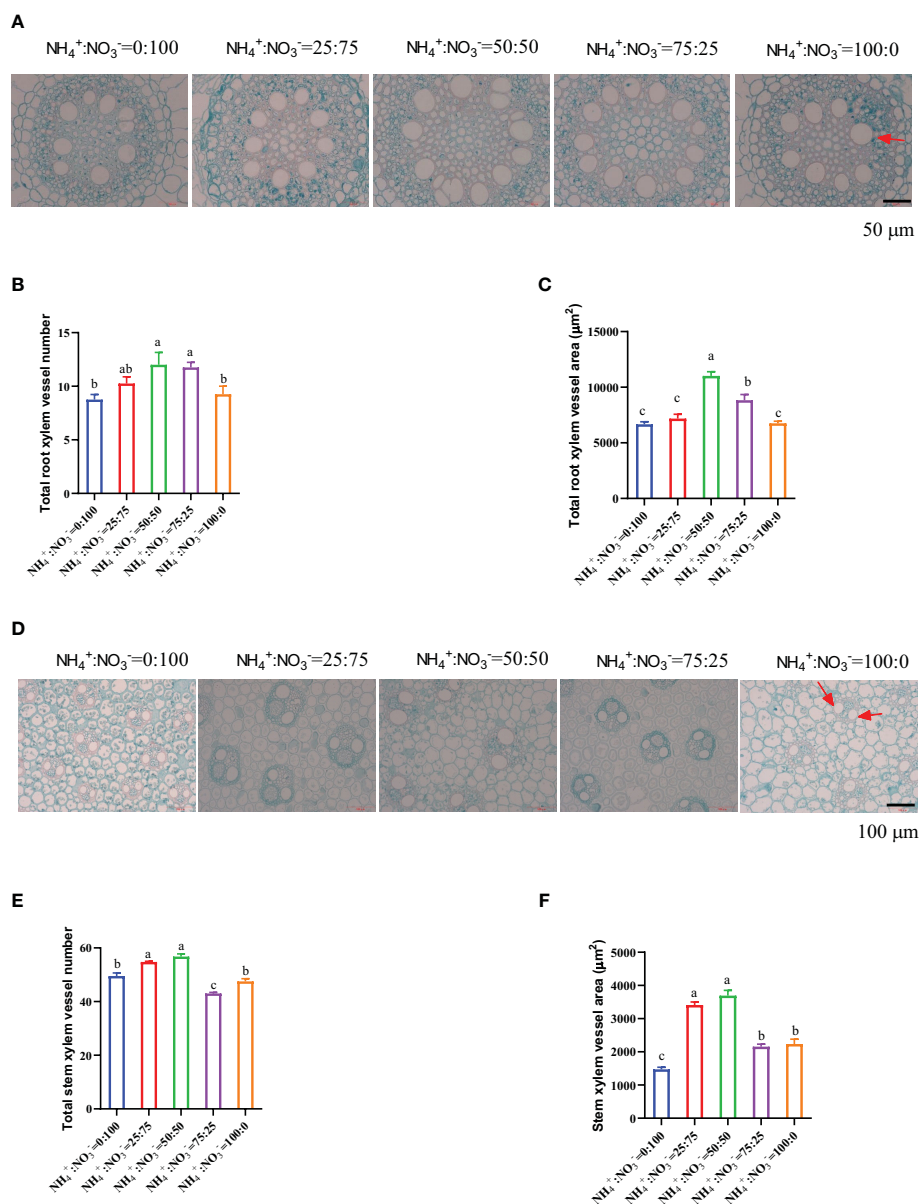 A
NH₄⁺:NO₃⁻=0:100
NH₄⁺:NO₃⁻=25:75
NH₄⁺:NO₃⁻=50:50
NH₄⁺:NO₃⁻=75:25
NH₄⁺:NO₃⁻=100:0
50 μm
B
Total root xylem vessel number
15
10
5
0
b
ab
a
a
b
NH₄⁺:NO₃⁻=0:100
NH₄⁺:NO₃⁻=25:75
NH₄⁺:NO₃⁻=50:50
NH₄⁺:NO₃⁻=75:25
NH₄⁺:NO₃⁻=100:0
C
Total root xylem vessel area (μm²)
15000
10000
5000
0
c
c
a
b
c
NH₄⁺:NO₃⁻=0:100
NH₄⁺:NO₃⁻=25:75
NH₄⁺:NO₃⁻=50:50
NH₄⁺:NO₃⁻=75:25
NH₄⁺:NO₃⁻=100:0
D
NH₄⁺:NO₃⁻=0:100
NH₄⁺:NO₃⁻=25:75
NH₄⁺:NO₃⁻=50:50
NH₄⁺:NO₃⁻=75:25
NH₄⁺:NO₃⁻=100:0
100 μm
E
Total stem xylem vessel number
60
40
20
0
b
a
a
c
b
NH₄⁺:NO₃⁻=0:100
NH₄⁺:NO₃⁻=25:75
NH₄⁺:NO₃⁻=50:50
NH₄⁺:NO₃⁻=75:25
NH₄⁺:NO₃⁻=100:0
F
Stem xylem vessel area (μm²)
5000
4000
3000
2000
1000
0
c
a
a
b
b
NH₄⁺:NO₃⁻=0:100
NH₄⁺:NO₃⁻=25:75
NH₄⁺:NO₃⁻=50:50
NH₄⁺:NO₃⁻=75:25
NH₄⁺:NO₃⁻=100:0